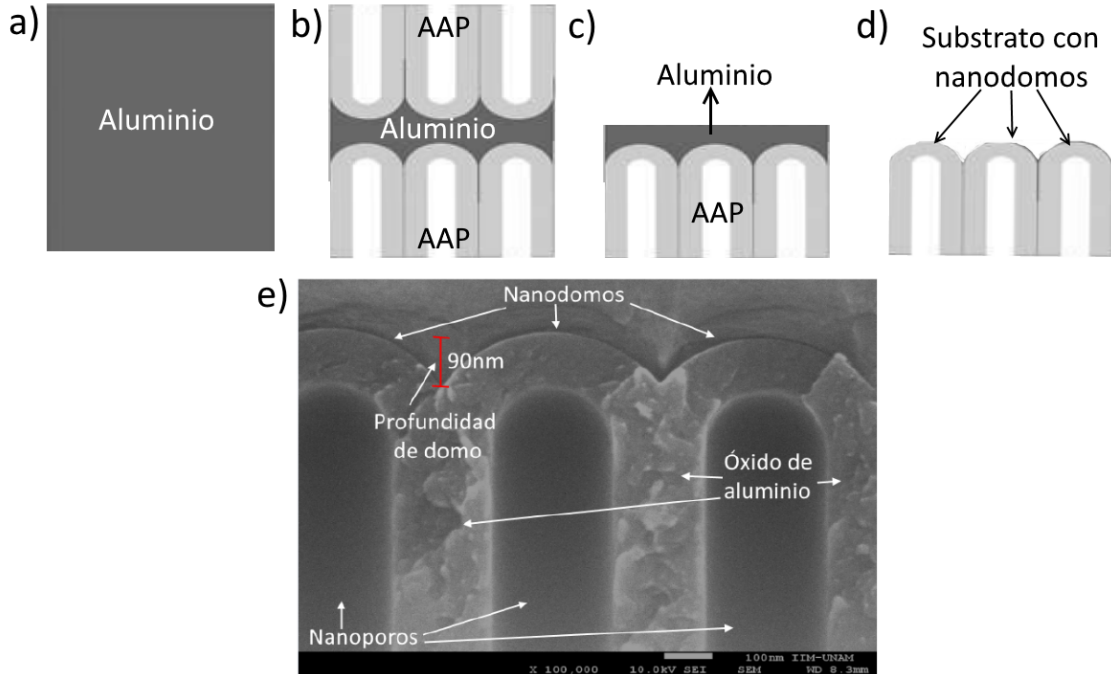 a)
Aluminio
b)
AAP
Aluminio
AAP
c)
Aluminio
AAP
d)
Substrato con
nanodomos
e)
Nanodomos
90nm
Profundidad
de domo
Óxido de
aluminio
Nanoporos
100nm IIM-UNAM
X 100,000 10.0kV SEI SEM WD 8.3mm